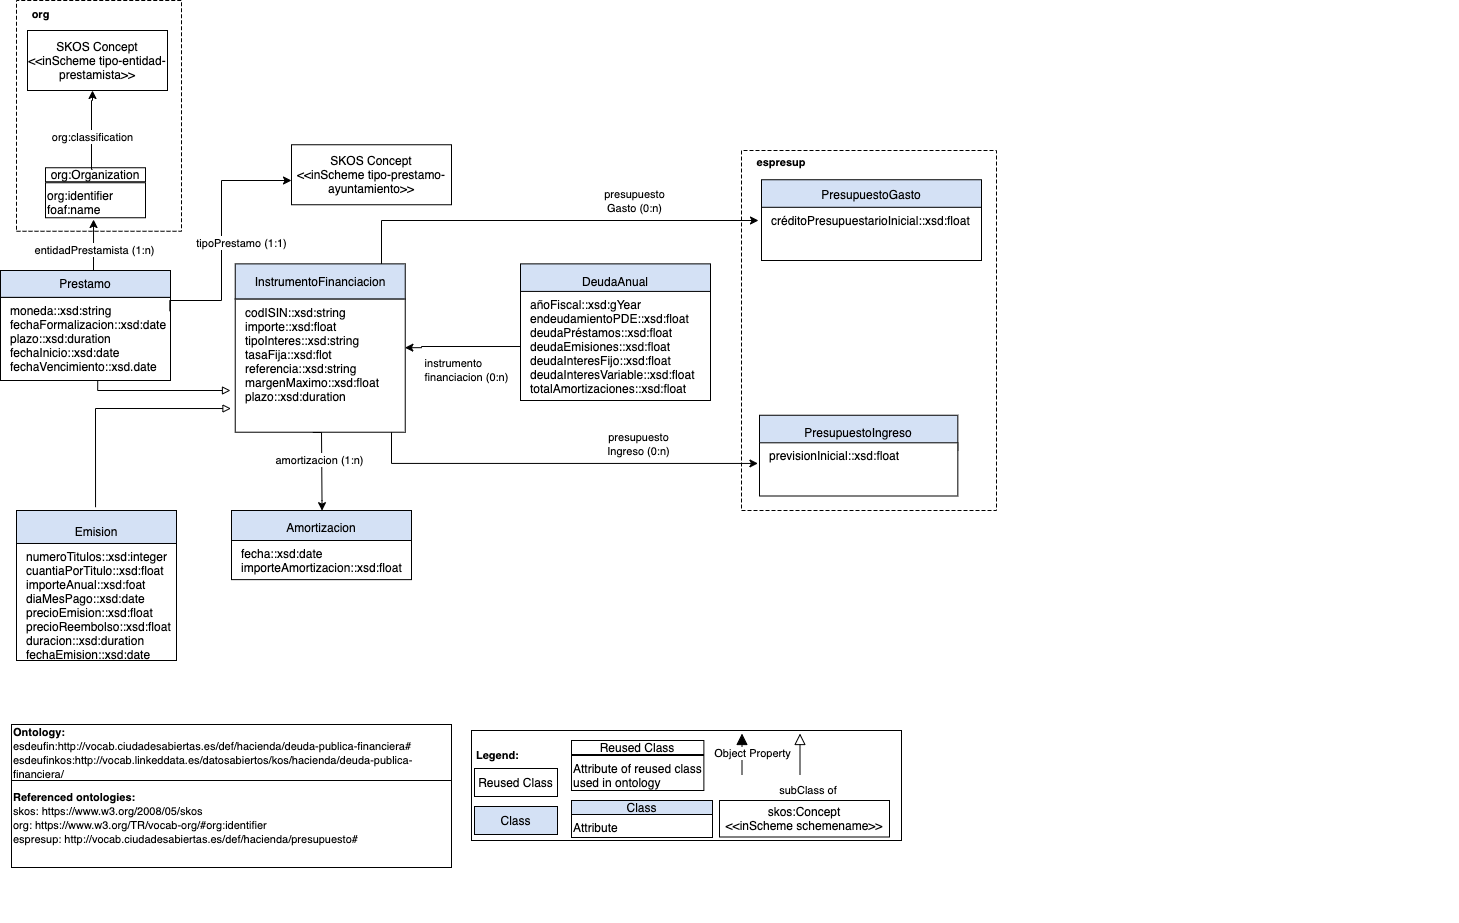 org
SKOS Concept
<<inScheme tipo-entidad-
prestamista>>
org:classification
org:Organization
org:identifier
foaf:name
entidadPrestamista (1:n)
Prestamo
moneda::xsd:string
fechaFormalizacion::xsd:date
plazo::xsd:duration
fechaInicio::xsd:date
fechaVencimiento::xsd.date
SKOS Concept
<<inScheme tipo-prestamo-
ayuntamiento>>
tipoPrestamo (1:1)
InstrumentoFinanciacion
codISIN::xsd:string
importe::xsd:float
tipoInteres::xsd:string
tasaFija::xsd:flot
referencia::xsd:string
margenMaximo::xsd:float
plazo::xsd:duration
presupuesto
Gasto (0:n)
DeudaAnual
añoFiscal::xsd:gYear
endeudamientoPDE::xsd:float
deudaPréstamos::xsd:float
deudaEmisiones::xsd:float
deudaInteresFijo::xsd:float
deudaInteresVariable::xsd:float
totalAmortizaciones::xsd:float
instrumento
financiacion (0:n)
espresup
PresupuestoGasto
créditoPresupuestarioInicial::xsd:float
PresupuestoIngreso
previsionInicial::xsd:float
presupuesto
Ingreso (0:n)
amortizacion (1:n)
Amortizacion
fecha::xsd:date
importeAmortizacion::xsd:float
Emision
numeroTitulos::xsd:integer
cuantiaPorTitulo::xsd:float
importeAnual::xsd:foat
diaMesPago::xsd:date
precioEmision::xsd:float
precioReembolso::xsd:float
duracion::xsd:duration
fechaEmision::xsd:date
Ontology:
esdeufin:http://vocab.ciudadesabiertas.es/def/hacienda/deuda-publica-financiera#
esdeufinkos:http://vocab.linkeddata.es/datosabiertos/kos/hacienda/deuda-publica-
financiera/
Referenced ontologies:
skos: https://www.w3.org/2008/05/skos
org: https://www.w3.org/TR/vocab-org/#org:identifier
espresup: http://vocab.ciudadesabiertas.es/def/hacienda/presupuesto#
Legend:
Reused Class
Class
Reused Class
Attribute of reused class
used in ontology
Class
Attribute
Object Property
subClass of
skos:Concept
<<inScheme schemename>>